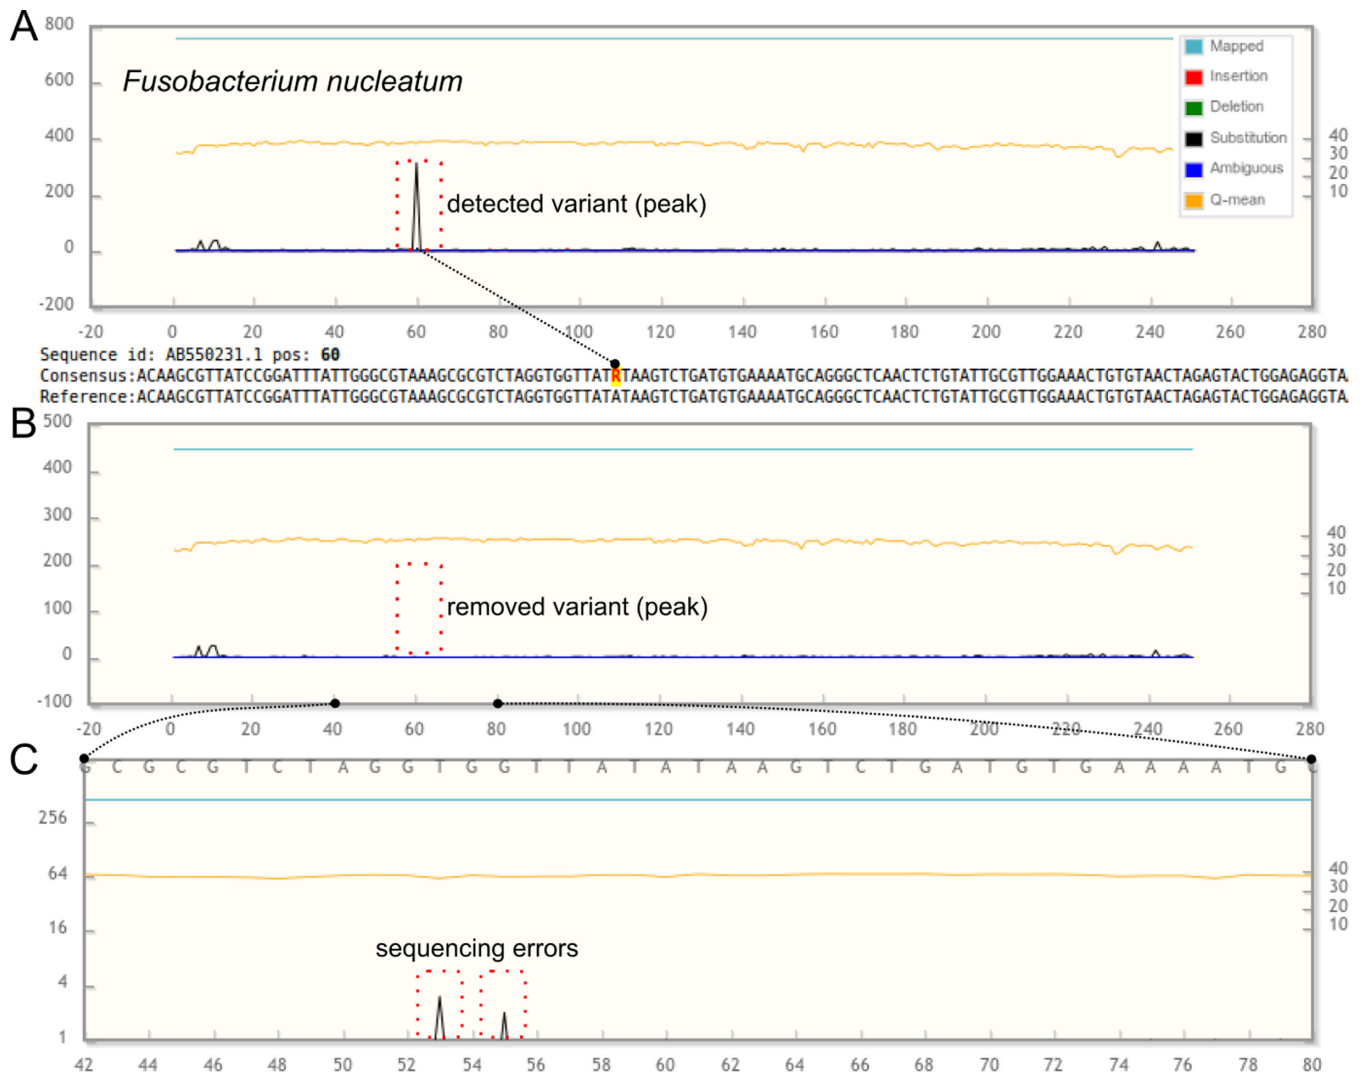 A
800
600
400
200
0
-200
Fusobacterium nucleatum
detected variant (peak)
Mapped
Insertion
Deletion
Substitution
Ambiguous
Q-mean
40
30
20
10
-20 0 20 40 60 80 100 120 140 160 180 200 220 240 260 280
Sequence id: AB550231.1 pos: 60
Consensus:ACAAGCGTTATCCGGATTTATTGGGCGTAAAGCGCGTCTAGGTGGTTATRTAAGTCTGATGTGAAAATGCAGGGCTCAACTCTGTATTGCGTTGGAAACTGTGTAACTAGAGTACTGGAGAGGTA
Reference:ACAAGCGTTATCCGGATTTATTGGGCGTAAAGCGCGTCTAGGTGGTTATATAAGTCTGATGTGAAAATGCAGGGCTCAACTCTGTATTGCGTTGGAAACTGTGTAACTAGAGTACTGGAGAGGTA
B
500
400
300
200
100
0
-100
removed variant (peak)
40
30
20
10
-20 0 20 40 60 80 100 120 140 160 180 200 220 240 260 280
C
G C G C G T C T A G G T G G T T A T A T A A G T C T G A T G T G A A A A T G C
256
64
16
4
1
sequencing errors
40
30
20
10
42 44 46 48 50 52 54 56 58 60 62 64 66 68 70 72 74 76 78 80